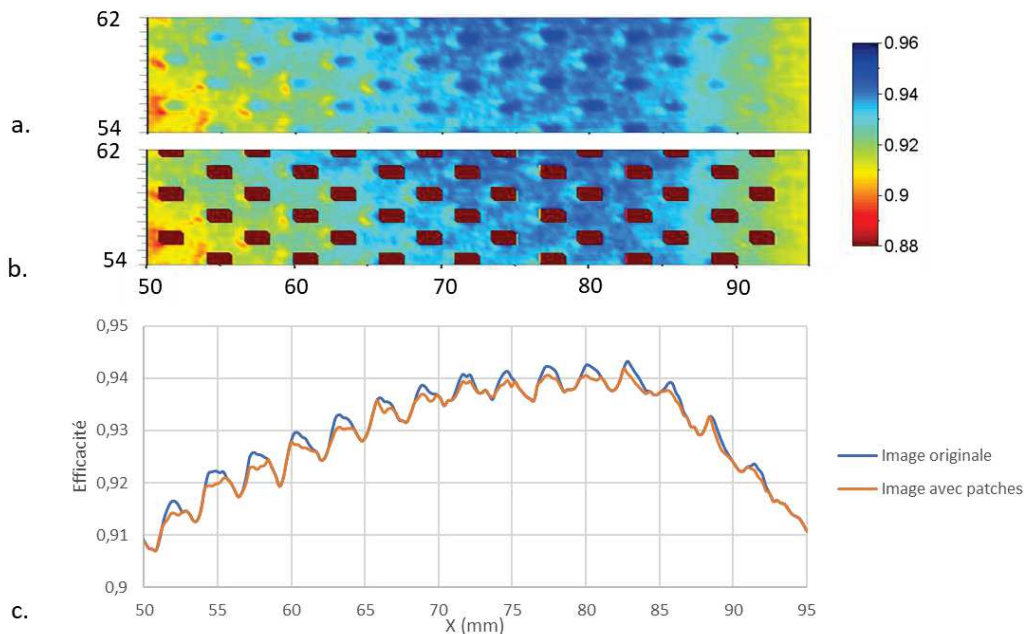 62
a.
54
62
b.
54
50 60 70 80 90
0.96
0.94
0.92
0.9
0.88
0,95
0,94
0,93
0,92
0,91
0,9
Efficacité
50 55 60 65 70 75 80 85 90 95
X (mm)
c.
Image originale
Image avec patches